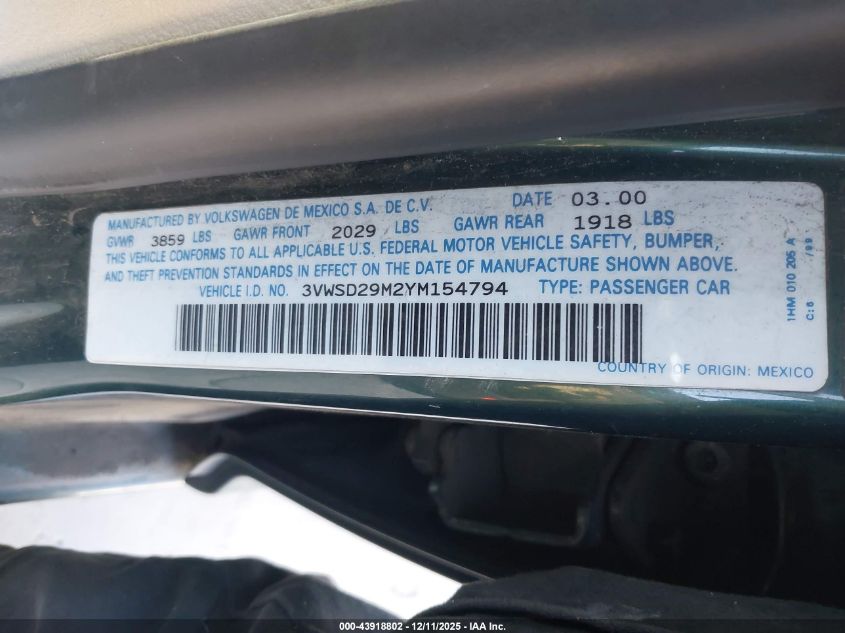 MANUFACTURED BY VOLKSWAGEN DE MEXICO S.A. DE C.V. DATE 03.00
GVWR 3859 LBS GAWR FRONT 2029 LBS GAWR REAR 1918 LBS
THIS VEHICLE CONFORMS TO ALL APPLICABLE U.S. FEDERAL MOTOR VEHICLE SAFETY, BUMPER,
AND THEFT PREVENTION STANDARDS IN EFFECT ON THE DATE OF MANUFACTURE SHOWN ABOVE.
VEHICLE I.D. NO. 3VWSD29M2YM154794 TYPE: PASSENGER CAR
COUNTRY OF ORIGIN: MEXICO
1HM 010 205 A
C:6 /99
000-43918802 - 12/11/2025 - IAA Inc.